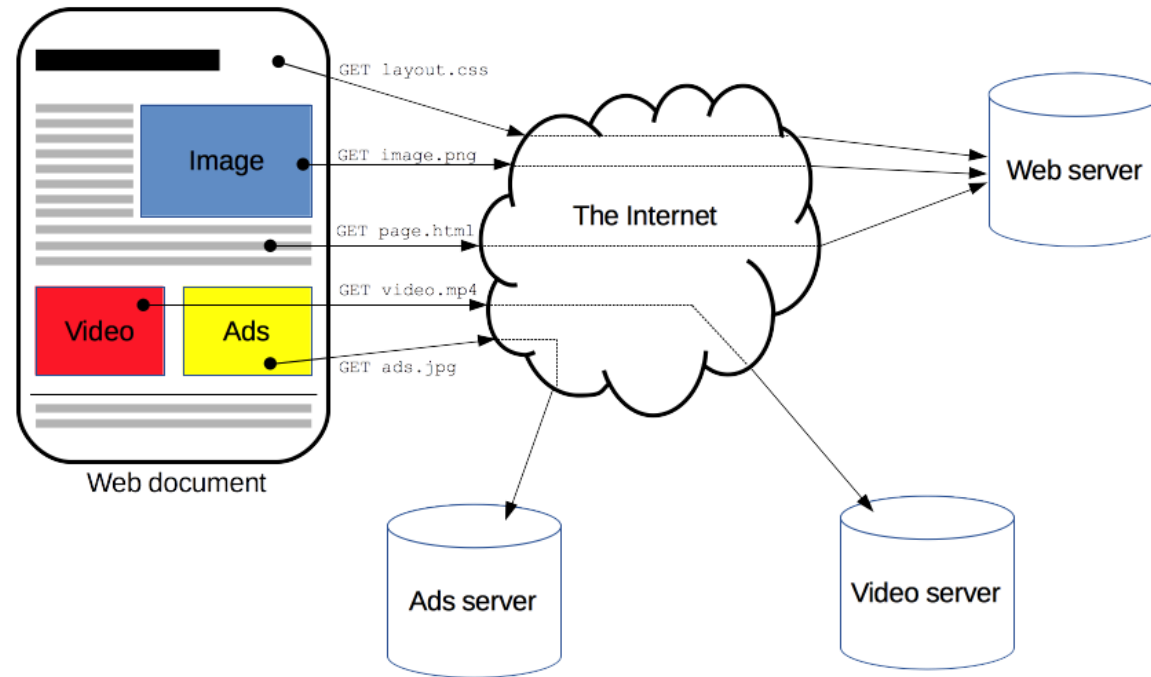 GET layout.css
Image
GET image.png
Web server
The Internet
GET page.html
GET video.mp4
Video
Ads
GET ads.jpg
Web document
Ads server
Video server